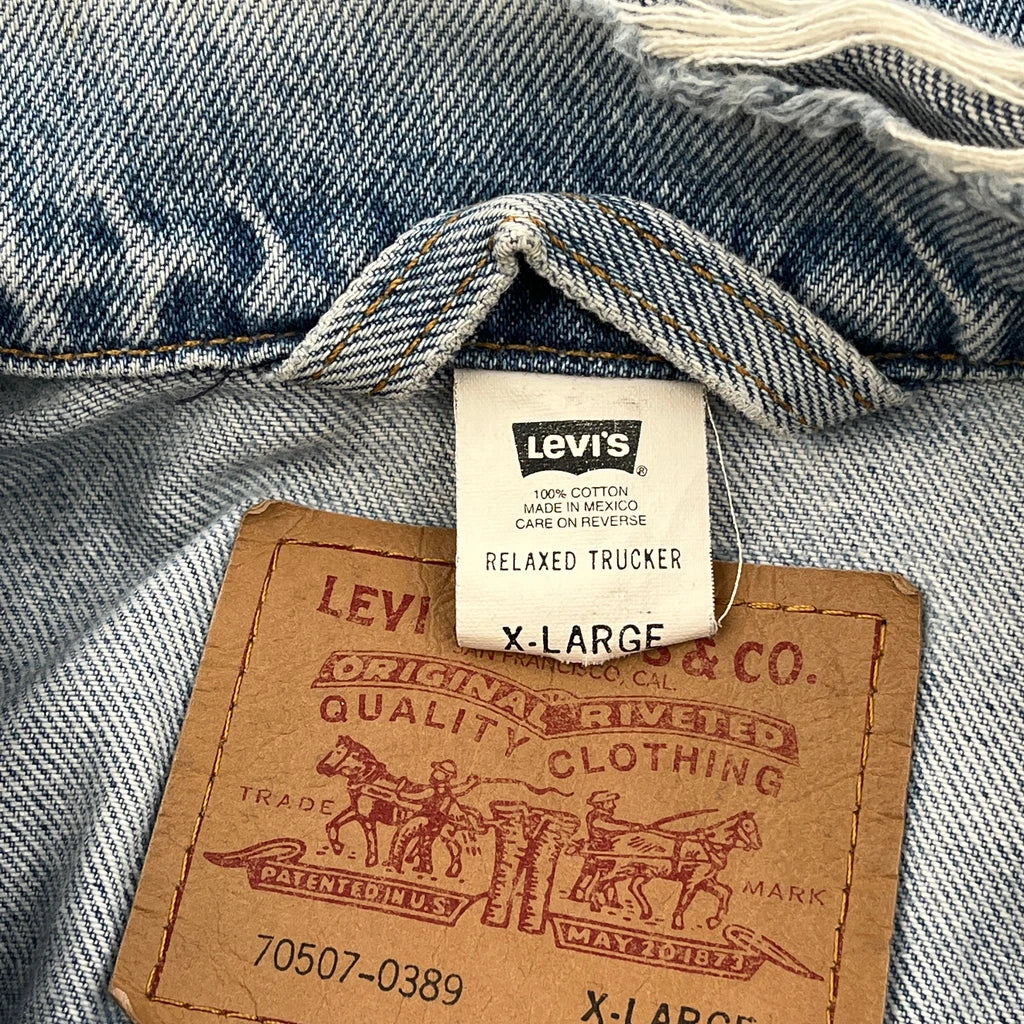 LEVI'S
®
100% COTTON
MADE IN MEXICO
CARE ON REVERSE
RELAXED TRUCKER
X-LARGE
LEVI S & CO.
SAN FRANCISCO, CAL.
ORIGINAL RIVETED
QUALITY CLOTHING
TRADE MARK
PATENTED IN U.S.
MAY 20 1873
70507-0389
X-LARGE